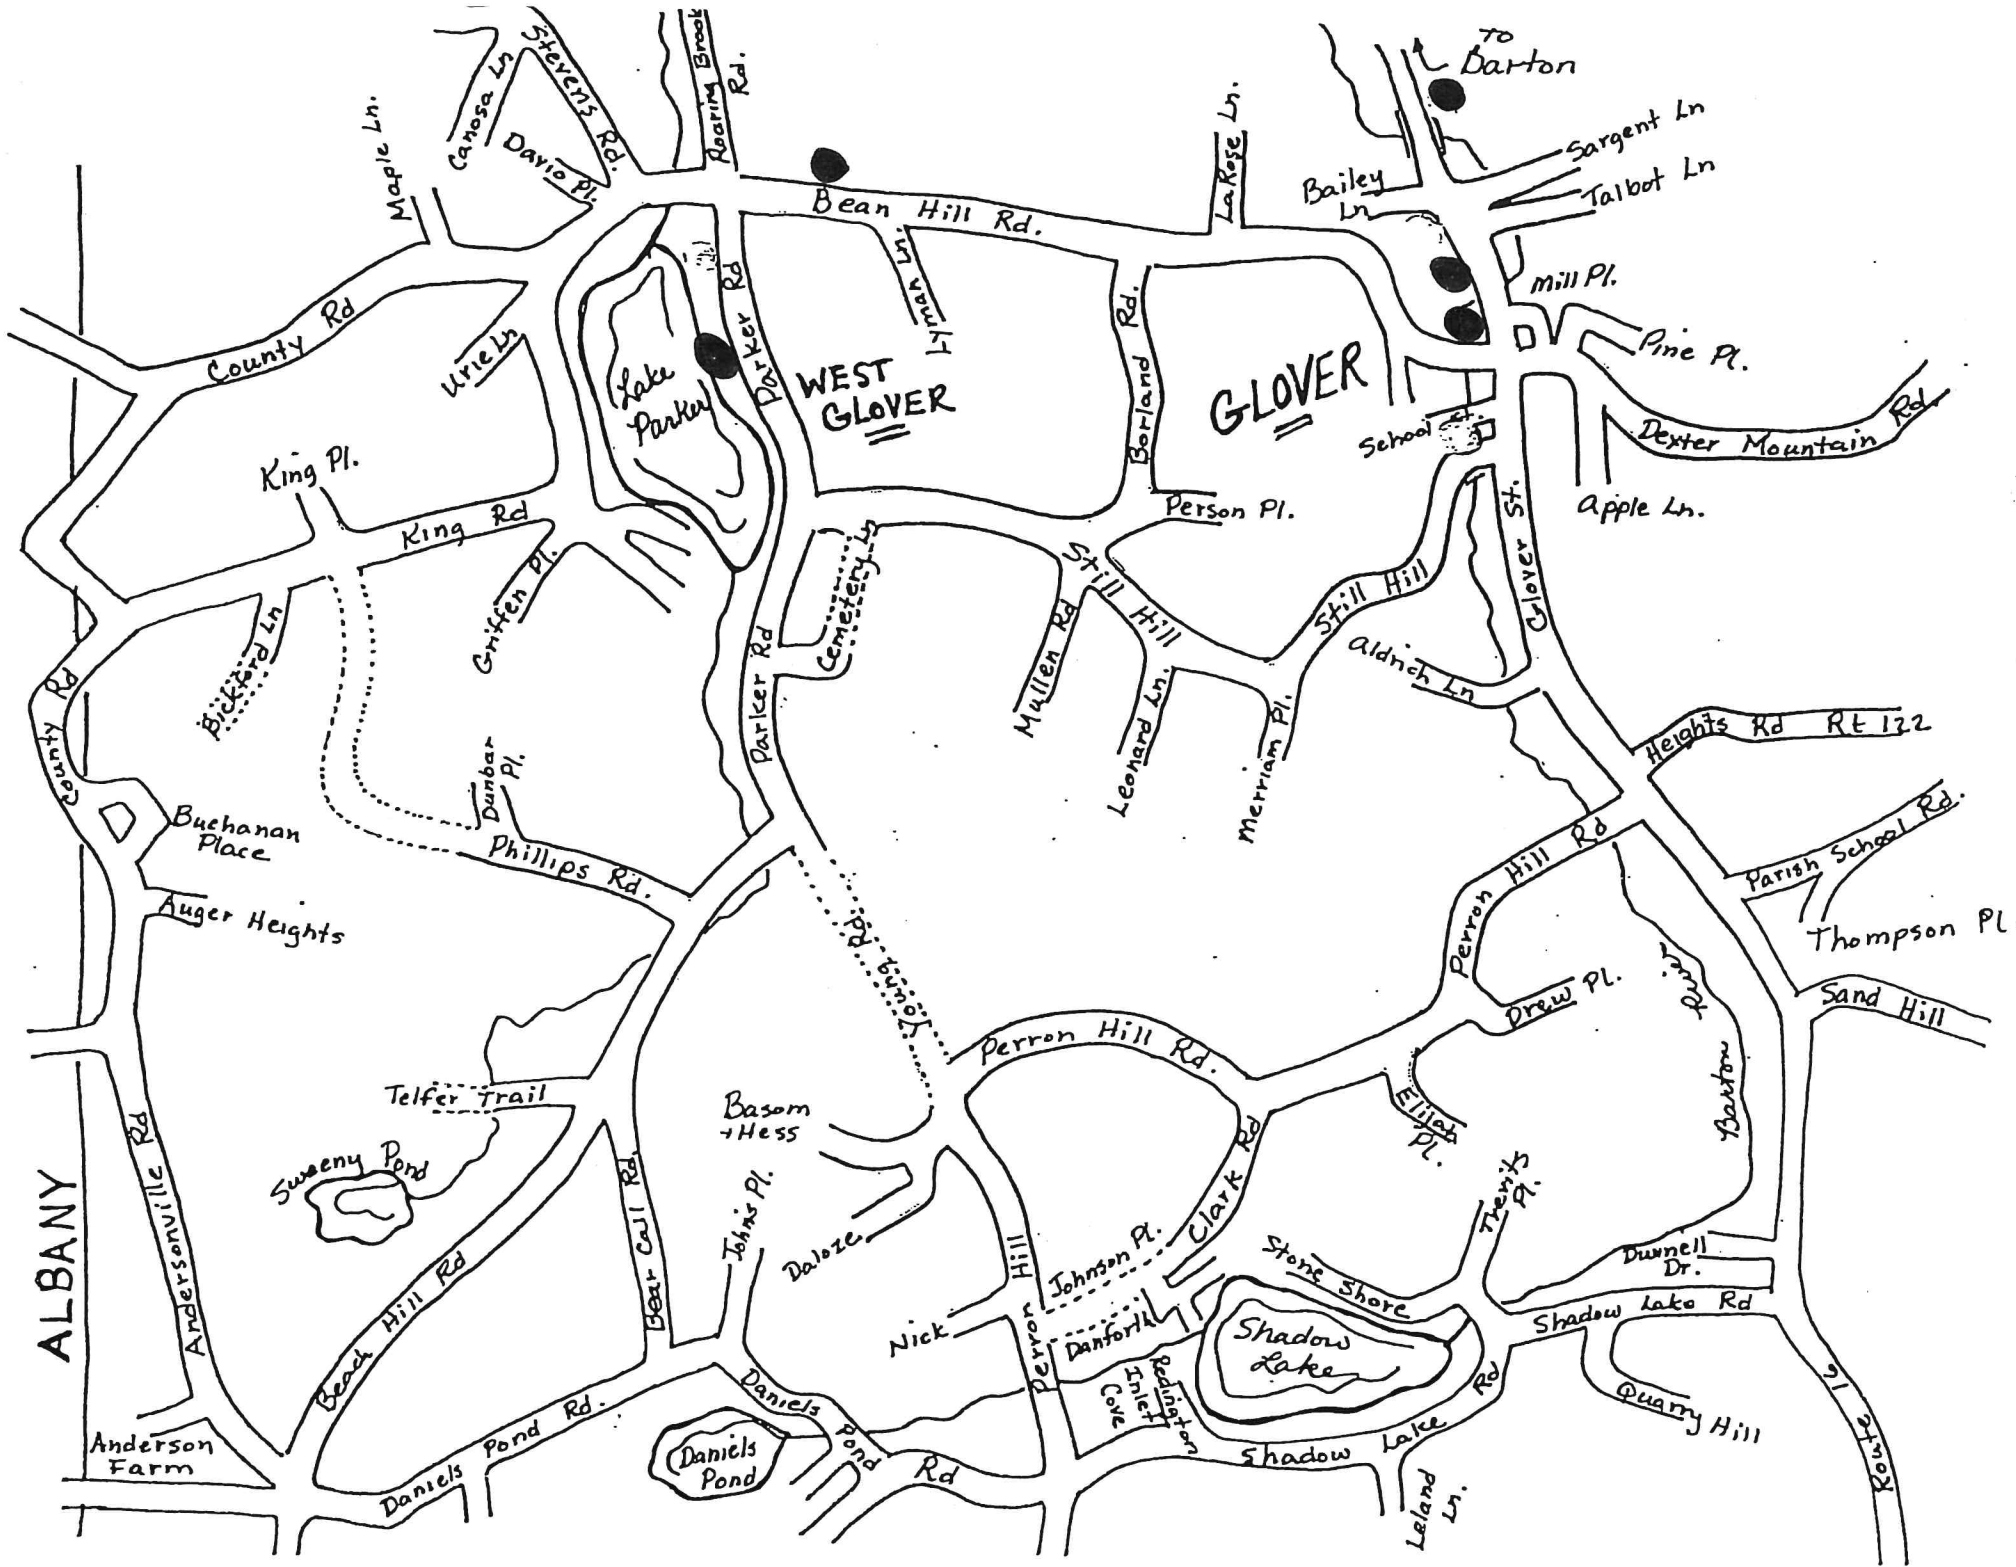 TO
Barton
Stevens Rd.
Canosa Ln
Roaring Brook
Rd.
Maple Ln.
Dario Pl.
LaRose Ln.
Sargent Ln
Bailey
Ln
Talbot Ln
Bean Hill Rd.
Lyman Ln.
Mill Pl.
County Rd
Urie Ln
Parker Rd
Borland Rd.
Pine Pl.
Lake
Parker
WEST
GLOVER
GLOVER
School St.
Dexter Mountain Rd.
King Pl.
King Rd
Person Pl.
Apple Ln.
Glover St.
Cemetery Ln
Still Hill
Still Hill
Griffen Pl.
Bickford Ln
Mullen Rd
Parker Rd
Aldrich Ln
County Rd
Leonard Ln.
Merriam Pl.
Heights Rd Rt 122
Dunbar
Pl.
Buchanan
Place
Phillips Rd.
Perron Hill Rd
Parish School Rd.
Auger Heights
Thompson Pl
Young Rd
Perron Hill Rd.
Drew Pl.
Barton River
Sand Hill
Telfer Trail
Basom
+Hess
Elijah
Pl.
Clark Rd
Andersonville Rd
Sweeny Pond
ALBANY
Bear Call Rd.
Johns Pl.
Daloze
Johnson Pl.
Stone Shore
Therits
Pl.
Durnell
Dr.
Beach Hill Rd
Perron Hill
Nick
Danforth
Shadow
Lake
Shadow Lake Rd
Redington
Inlet
Cove
Daniels Pond Rd
Daniels Pond Rd.
Daniels
Pond
Shadow Lake Rd
Quarry Hill
Anderson
Farm
Leland
Ln.
Route 16